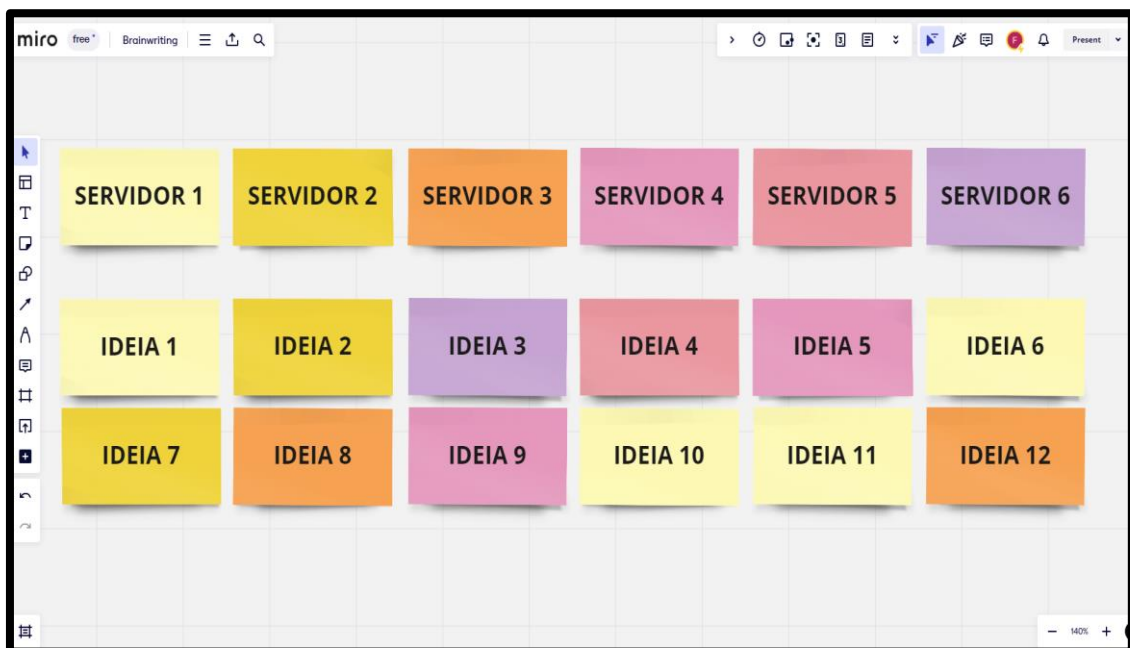 miro free Brainwriting Present
SERVIDOR 1 SERVIDOR 2 SERVIDOR 3 SERVIDOR 4 SERVIDOR 5 SERVIDOR 6
IDEIA 1 IDEIA 2 IDEIA 3 IDEIA 4 IDEIA 5 IDEIA 6
IDEIA 7 IDEIA 8 IDEIA 9 IDEIA 10 IDEIA 11 IDEIA 12
140%